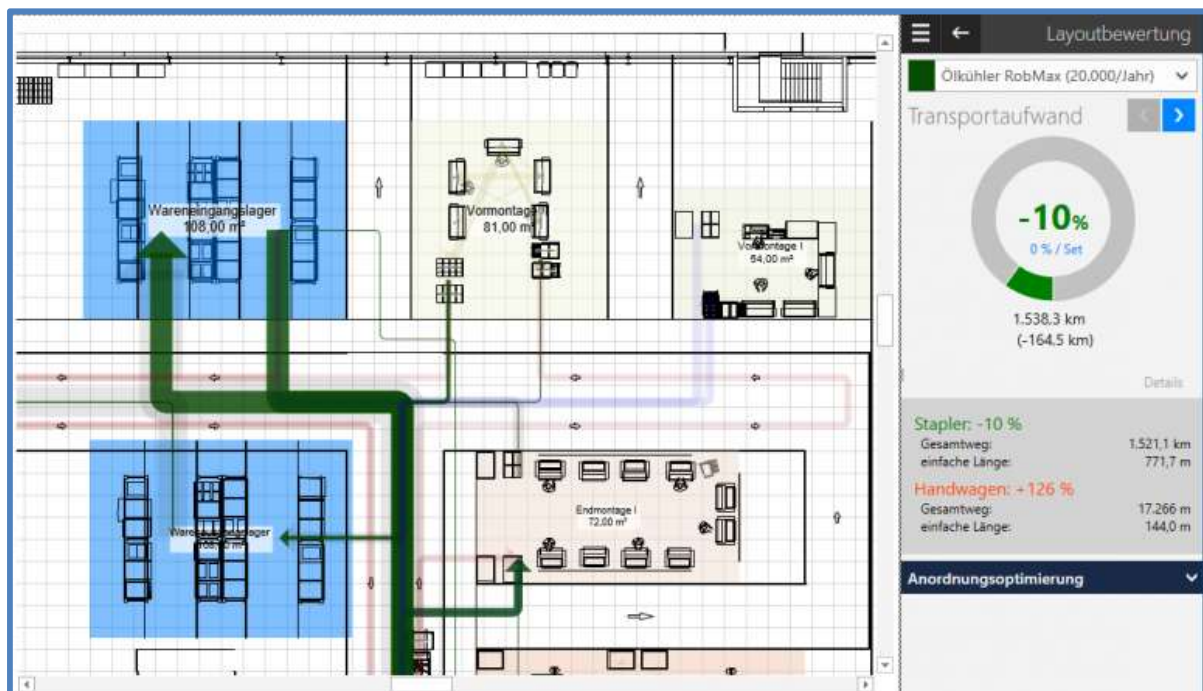 Layoutbewertung
Ölkühler RobMax (20.000/Jahr)
Transportaufwand
-10%
0 % / Set
1.538,3 km
(-164,5 km)
Details
Stapler: -10 %
Gesamtweg: 1.521,1 km
einfache Länge: 771,7 m
Handwagen: +126 %
Gesamtweg: 17.266 m
einfache Länge: 144,0 m
Anordnungsoptimierung
Wareneingangslager
108,00 m²
Vormontage
81,00 m²
Vormontage I
54,00 m²
Endmontage I
72,00 m²